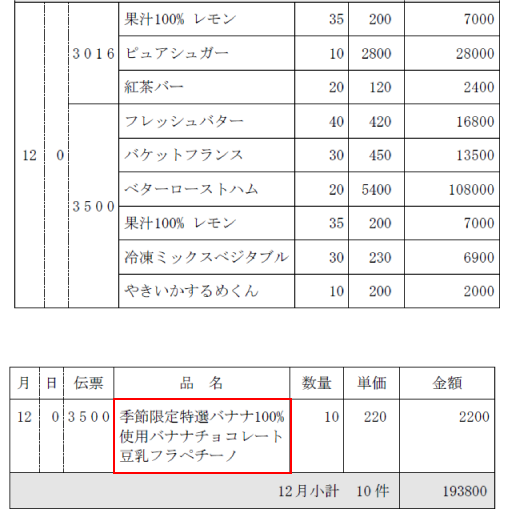 果汁100% レモン 35 200 7000
3016 ピュアシュガー 10 2800 28000
紅茶バー 20 120 2400
フレッシュバター 40 420 16800
12 0 バケットフランス 30 450 13500
ベターローストハム 20 5400 108000
3500
果汁100% レモン 35 200 7000
冷凍ミックスベジタブル 30 230 6900
やきいかするめくん 10 200 2000
月 日 伝票 品 名 数量 単価 金額
12 0 3500 季節限定特選バナナ100% 10 220 2200
使用バナナチョコレート
豆乳フラペチーノ
12月小計 10件 193800